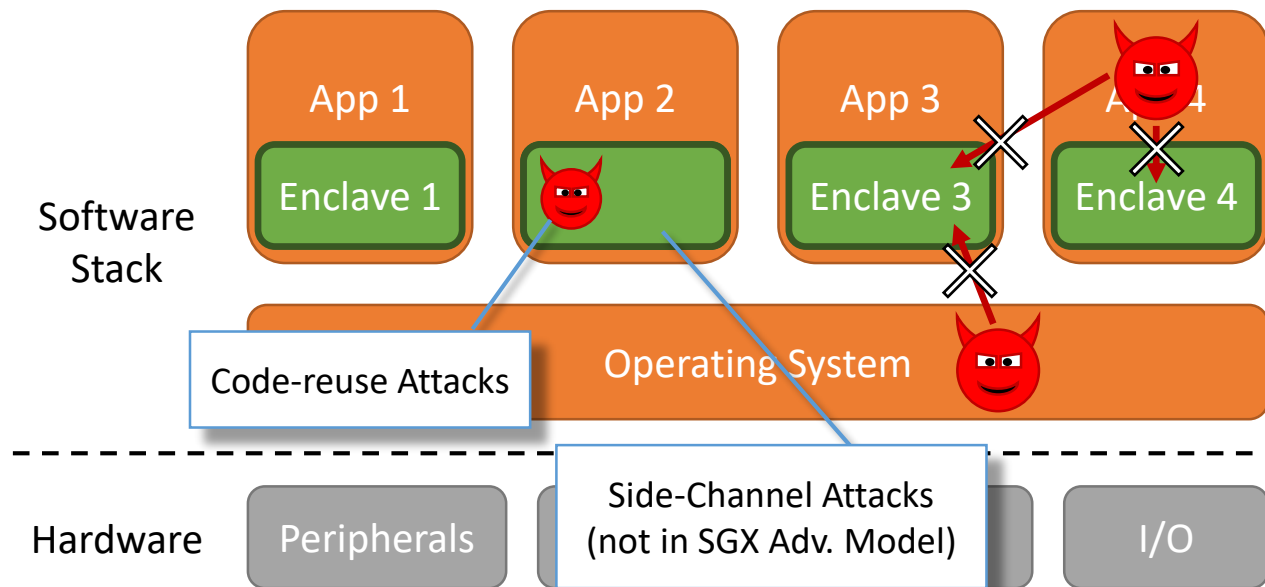 App 1
App 2
App 3
Enclave 1
Enclave 3
Enclave 4
Software
Stack
Operating System
Code-reuse Attacks
Side-Channel Attacks
(not in SGX Adv. Model)
Hardware
Peripherals
I/O